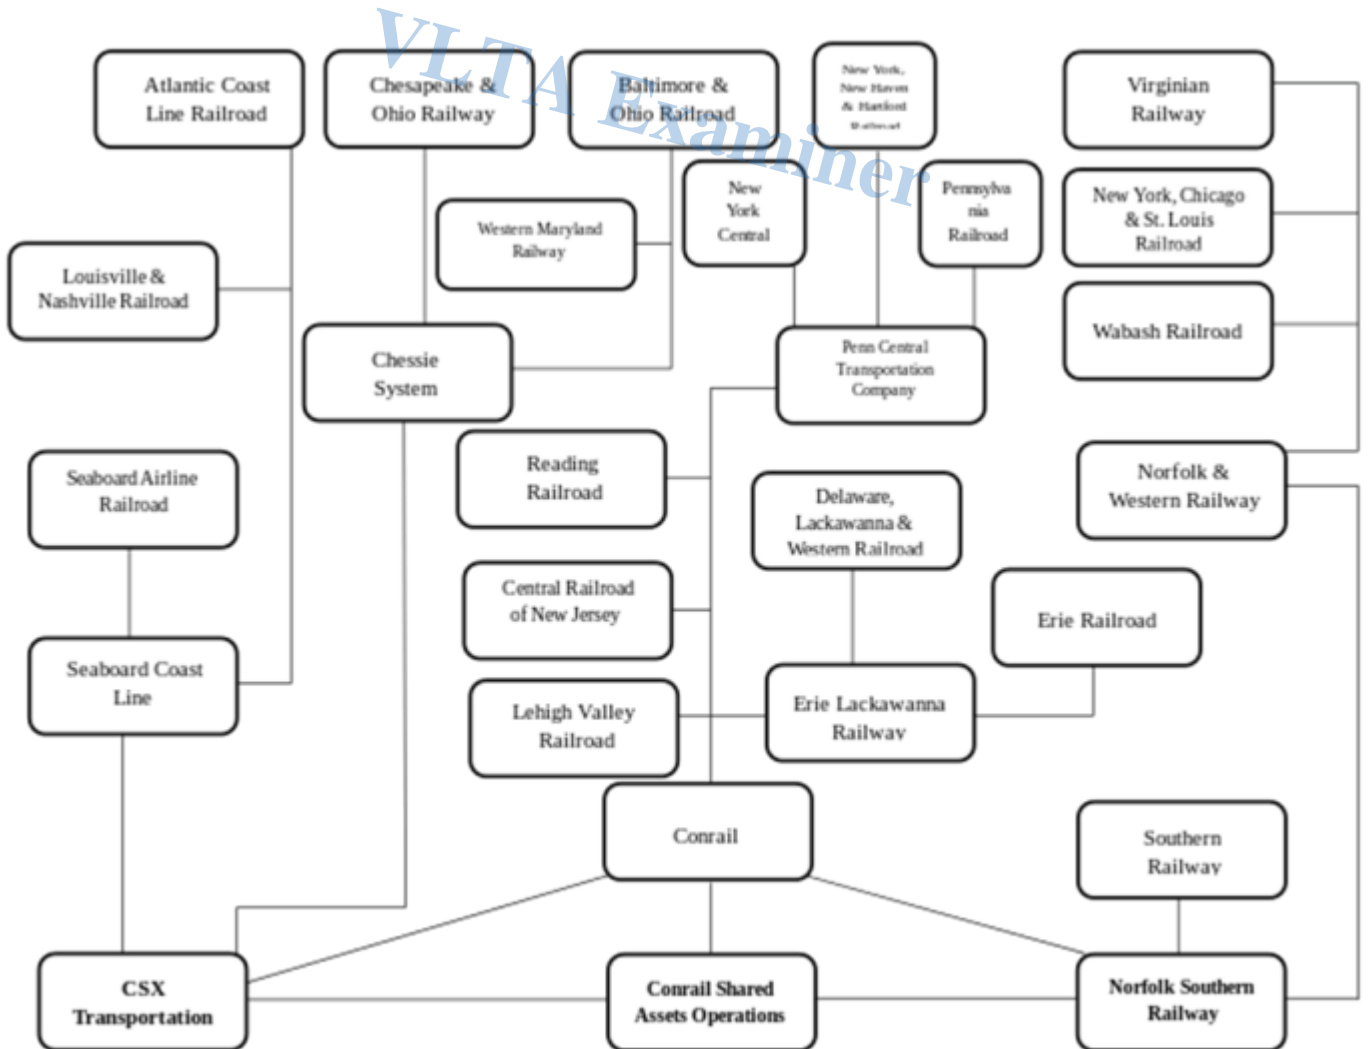 VLTA Examiner
Atlantic Coast
Line Railroad
Chesapeake &
Ohio Railway
Baltimore &
Ohio Railroad
New York,
New Haven
& Hartford
Railroad
Virginian
Railway
New
York
Central
Pennsylva
nia
Railroad
New York, Chicago
& St. Louis
Railroad
Western Maryland
Railway
Louisville &
Nashville Railroad
Wabash Railroad
Chessie
System
Penn Central
Transportation
Company
Reading
Railroad
Norfolk &
Western Railway
Seaboard Airline
Railroad
Delaware,
Lackawanna &
Western Railroad
Central Railroad
of New Jersey
Erie Railroad
Seaboard Coast
Line
Lehigh Valley
Railroad
Erie Lackawanna
Railway
Conrail
Southern
Railway
CSX
Transportation
Conrail Shared
Assets Operations
Norfolk Southern
Railway